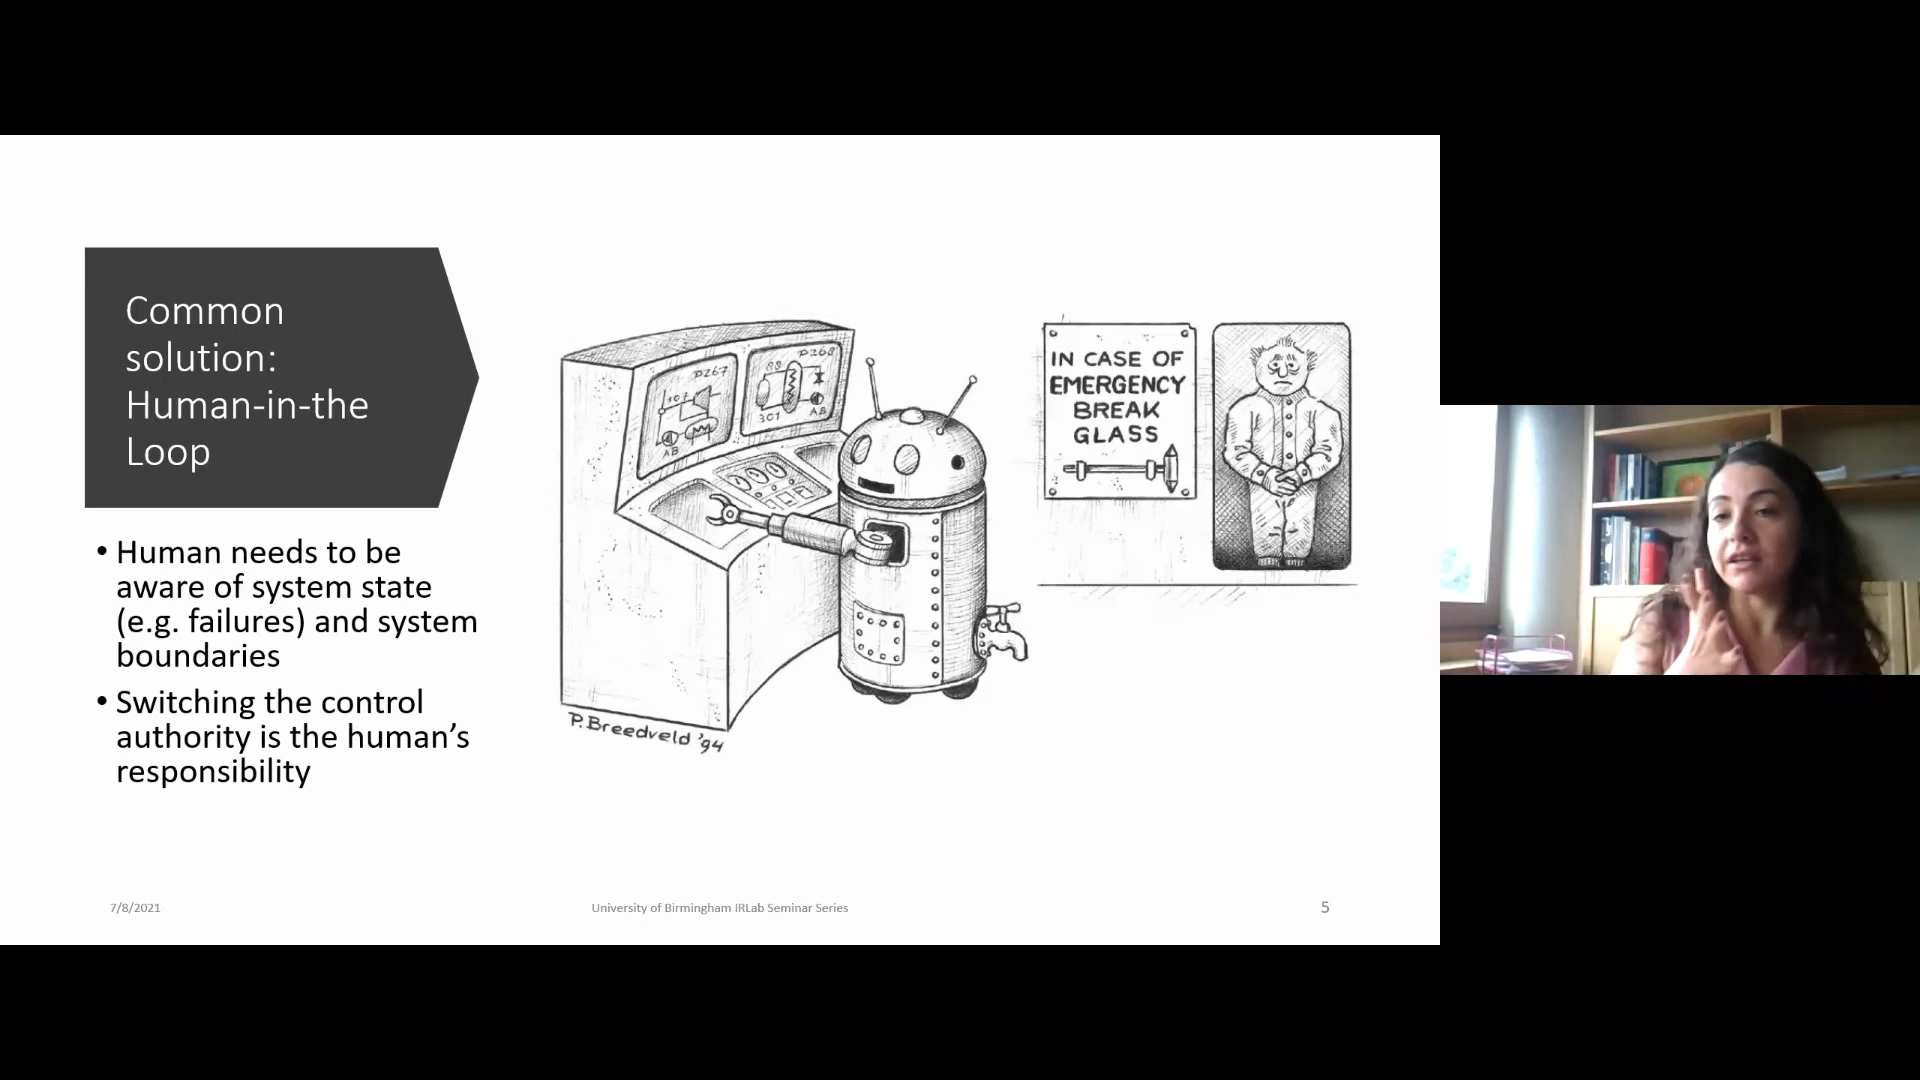 Common
solution:
Human-in-the
Loop
• Human needs to be
aware of system state
(e.g. failures) and system
boundaries
• Switching the control
authority is the human’s
responsibility
P267
AB
P268
301
AB
IN CASE OF
EMERGENCY
BREAK
GLASS
P. Breedveld '94
7/8/2021
University of Birmingham IRLab Seminar Series
5